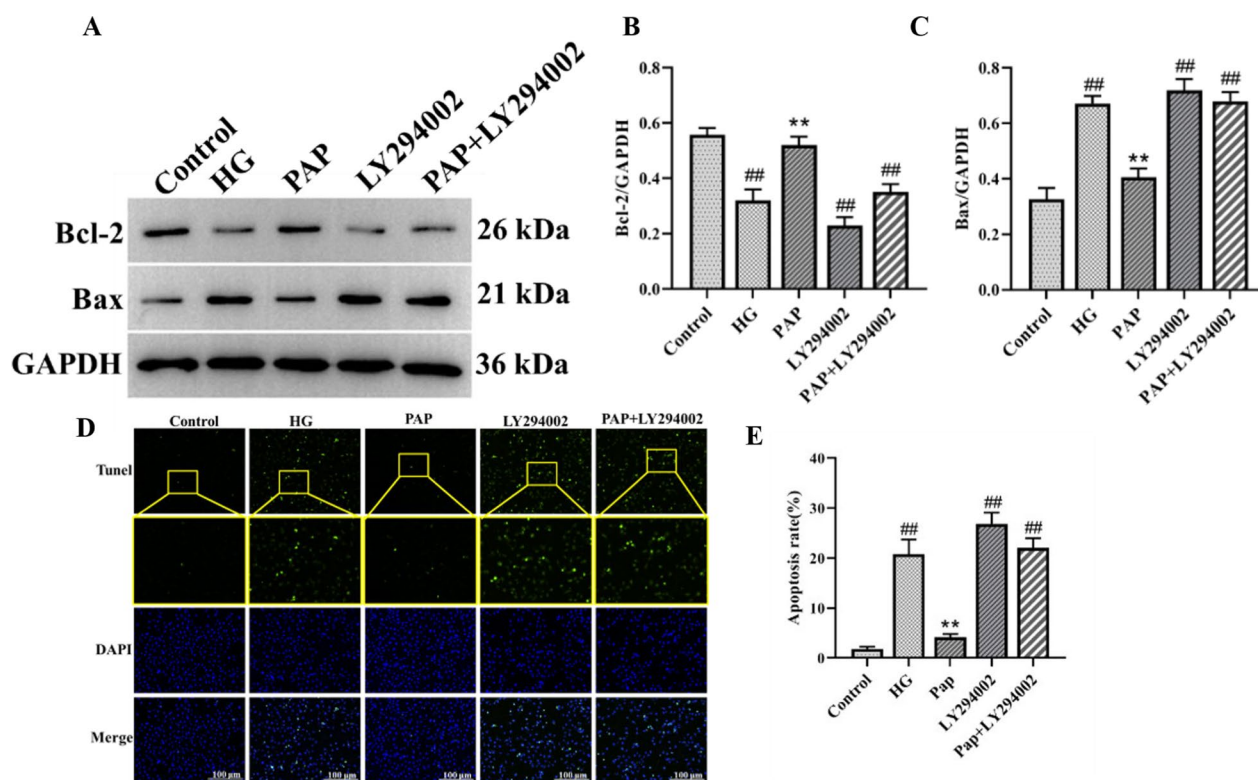 A
Control
HG
PAP
LY294002
PAP+LY294002
Bcl-2
26 kDa
Bax
21 kDa
GAPDH
36 kDa
B
Bcl-2/GAPDH
0.8
0.6
0.4
0.2
0.0
##
**
##
##
Control
HG
PAP
LY294002
PAP+LY294002
C
Bax/GAPDH
0.8
0.6
0.4
0.2
0.0
##
**
##
##
Control
HG
PAP
LY294002
PAP+LY294002
D
Control
HG
PAP
LY294002
PAP+LY294002
Tunel
DAPI
Merge
100 μm
100 μm
100 μm
100 μm
100 μm
E
Apoptosis rate(%)
40
30
20
10
0
##
**
##
##
Control
HG
Pap
LY294002
Pap+LY294002